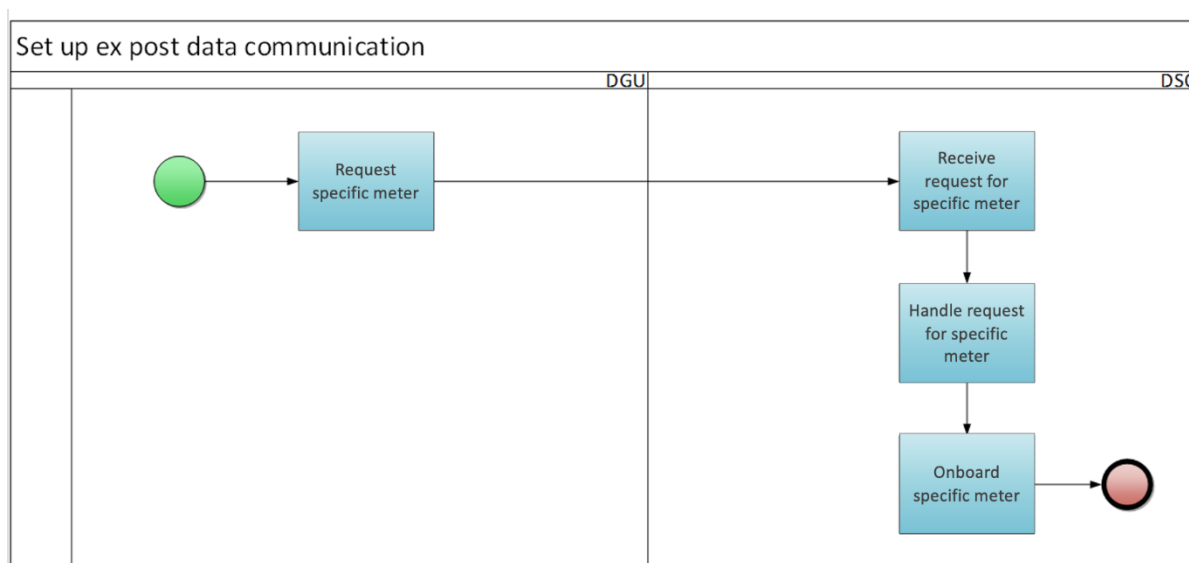 Set up ex post data communication
DGU
Request
specific meter
Receive
request for
specific meter
Handle request
for specific
meter
Onboard
specific meter